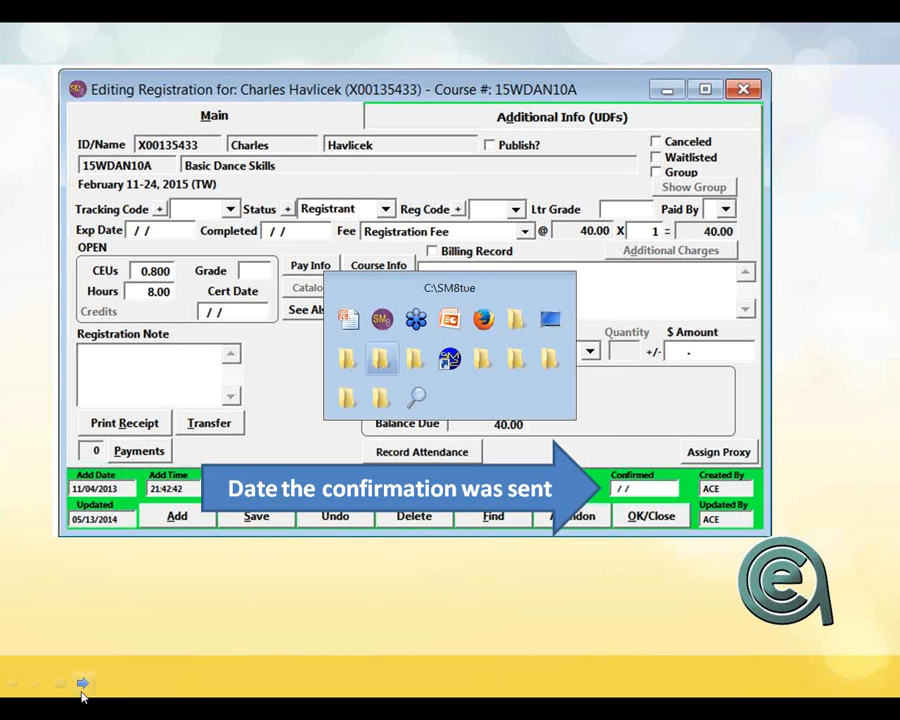 Editing Registration for: Charles Havlicek (X00135433) - Course #: 15WDAN10A
Main
Additional Info (UDFs)
ID/Name X00135433 Charles Havlicek Publish? Canceled
15WDAN10A Basic Dance Skills Waitlisted
Group
February 11-24, 2015 (TW) Show Group
Tracking Code + Status + Registrant Reg Code + Ltr Grade Paid By
Exp Date / / Completed / / Fee Registration Fee @ 40.00 X 1 = 40.00
OPEN Billing Record Additional Charges
CEUs 0.800 Grade Pay Info Course Info
Hours 8.00 Cert Date
Credits / / See Als
C:\SM8tue
Registration Note Quantity $ Amount
+/- .
Print Receipt Transfer Balance Due 40.00
0 Payments Record Attendance Assign Proxy
Add Date Add Time Confirmed Created By
11/04/2013 21:42:42 Date the confirmation was sent / / ACE
Updated Updated By
05/13/2014 Add Save Undo Delete Find OK/Close ACE